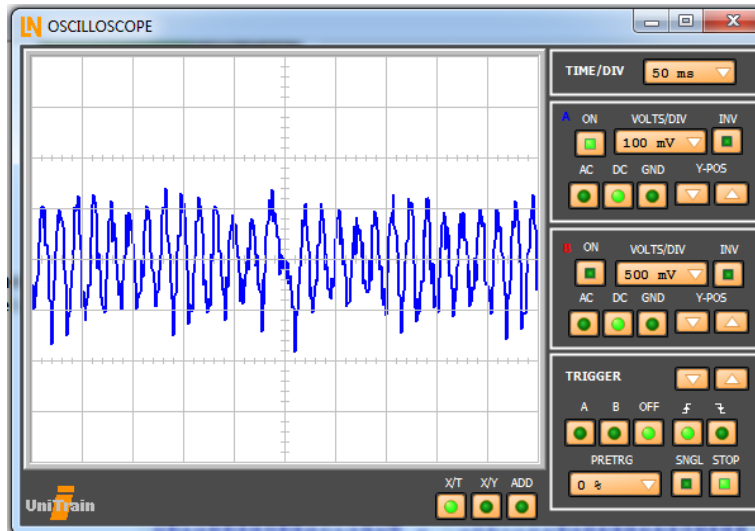 LN OSCILLOSCOPE
TIME/DIV 50 ms
A ON VOLTS/DIV INV
100 mV
AC DC GND Y-POS
B ON VOLTS/DIV INV
500 mV
AC DC GND Y-POS
TRIGGER
A B OFF
PRETRG SNGL STOP
0 %
X/T X/Y ADD
UniTrain